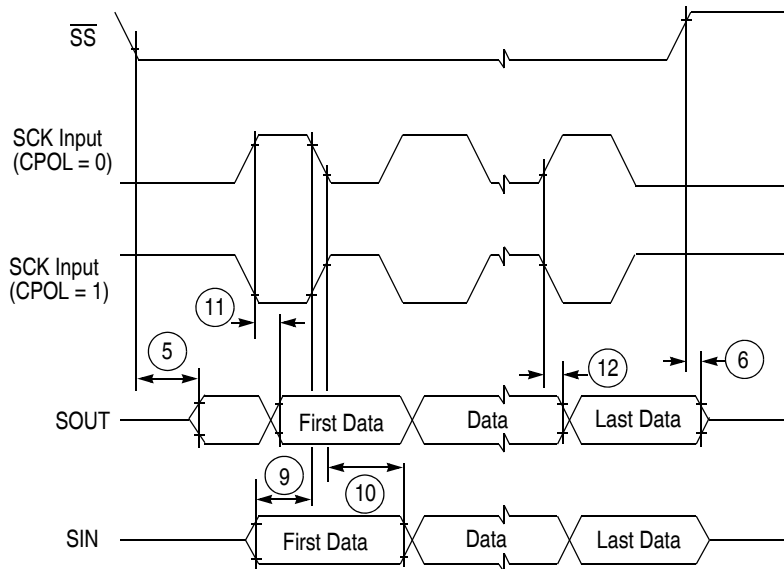 SS
SCK Input
(CPOL = 0)
SCK Input
(CPOL = 1)
11
5
12
6
SOUT
First Data
Data
Last Data
9
10
SIN
First Data
Data
Last Data